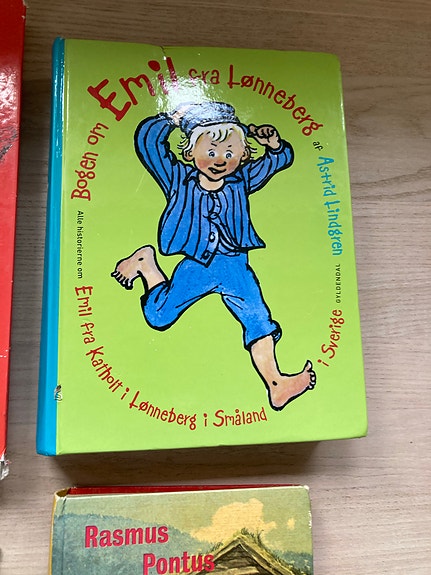 Bogen om Emil fra Lønneberg
af Astrid Lindgren
GYLDENDAL
Alle historierne om
Emil fra Katholt i Lønneberg i Småland
i Sverige
Rasmus
Pontus